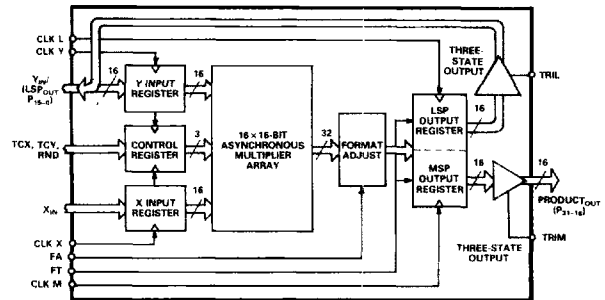 CLK L
CLK Y
THREE-
STATE
OUTPUT
TRIL
16
16
YIN/
(LSPOUT
P15-0)
Y INPUT
REGISTER
LSP
OUTPUT
REGISTER
16
TCX, TCY,
RND
CONTROL
REGISTER
3
16 × 16-BIT
ASYNCHRONOUS
MULTIPLIER
ARRAY
32
FORMAT
ADJUST
MSP
OUTPUT
REGISTER
16
16
PRODUCTOUT
(P31-16)
XIN
X INPUT
REGISTER
16
CLK X
FA
FT
CLK M
THREE-STATE
OUTPUT
TRIM